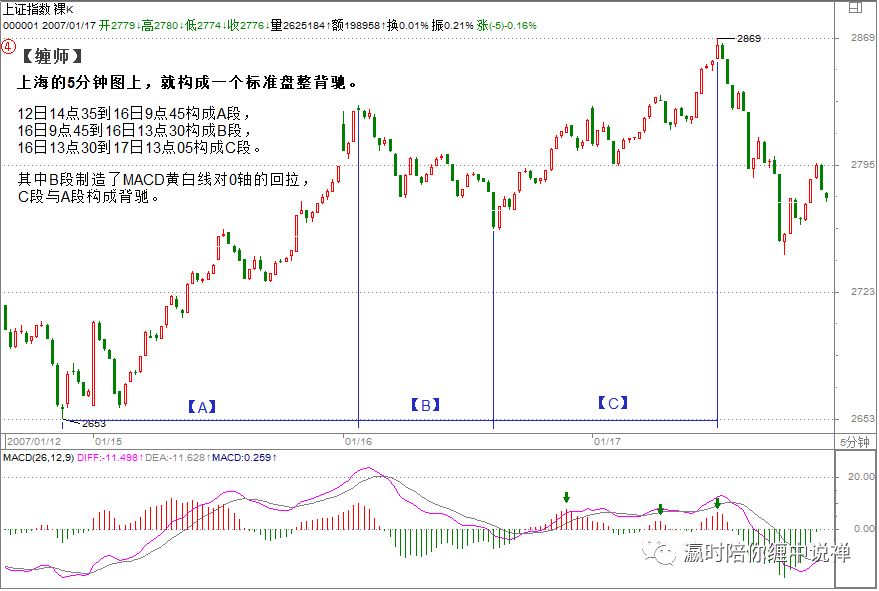 上证指数 裸K
000001 2007/01/17 开2779↓高2780↓低2774↓收2776↓量2625184↑额198958↑换0.01% 振0.21% 涨(-5)-0.16%
④【缠师】
上海的5分钟图上，就构成一个标准盘整背驰。
12日14点35到16日9点45构成A段，
16日9点45到16日13点30构成B段，
16日13点30到17日13点05构成C段。
其中B段制造了MACD黄白线对0轴的回拉，
C段与A段构成背驰。
2869
2869
2795
2723
2653
2653
【A】
【B】
【C】
2007/01/12 01/15 01/16 01/17 5分钟
MACD(26,12,9) DIFF:-11.498↑DEA:-11.628↑MACD:0.259↑
20.00
0.00
瀛时陪你缠中说禅